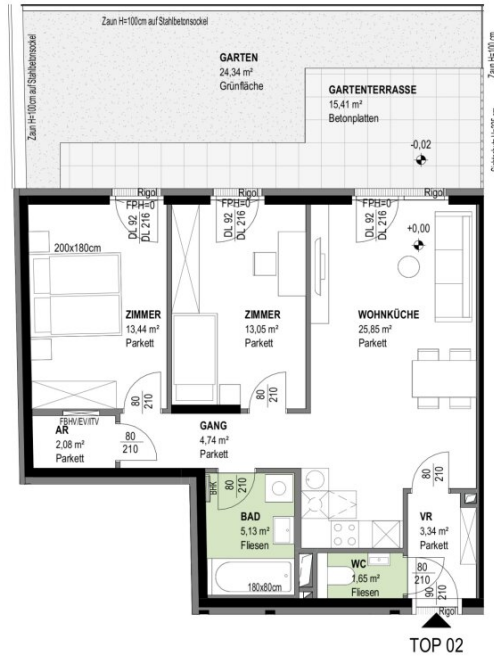 Zaun H=100cm auf Stahlbetonsockel
Zaun H=100cm auf Stahlbetonsockel
Zaun H=100 cm
GARTEN
24,34 m²
Grünfläche
GARTENTERRASSE
15,41 m²
Betonplatten
-0,02
Rigol
Rigol
Rigol
FPH=0
DL 92
DL 216
FPH=0
DL 92
DL 216
FPH=0
DL 92
DL 216
+0,00
200x180cm
ZIMMER
13,44 m²
Parkett
ZIMMER
13,05 m²
Parkett
WOHNKÜCHE
25,85 m²
Parkett
80
210
80
210
FBHV/EV/ITV
AR
2,08 m²
Parkett
80
210
GANG
4,74 m²
Parkett
BHK
80
210
80
210
BAD
5,13 m²
Fliesen
VR
3,34 m²
Parkett
180x80cm
WC
1,65 m²
Fliesen
80
210
90
210
Rigol
TOP 02